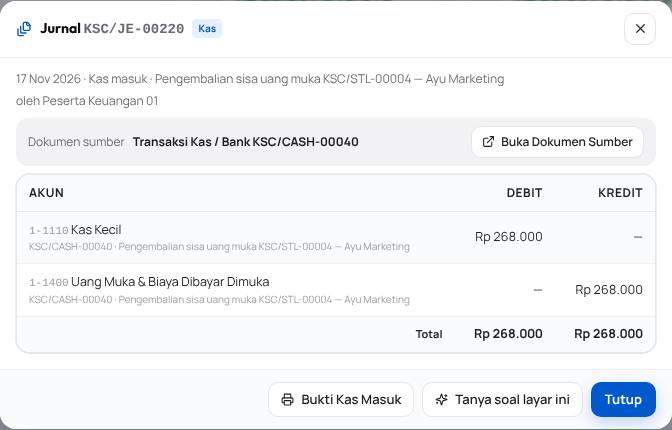 Jurnal KSC/JE-00220 Kas
17 Nov 2026 · Kas masuk · Pengembalian sisa uang muka KSC/STL-00004 — Ayu Marketing
oleh Peserta Keuangan 01
Dokumen sumber Transaksi Kas / Bank KSC/CASH-00040 Buka Dokumen Sumber
AKUN DEBIT KREDIT
1-1110 Kas Kecil Rp 268.000 —
KSC/CASH-00040 · Pengembalian sisa uang muka KSC/STL-00004 — Ayu Marketing
1-1400 Uang Muka & Biaya Dibayar Dimuka — Rp 268.000
KSC/CASH-00040 · Pengembalian sisa uang muka KSC/STL-00004 — Ayu Marketing
Total Rp 268.000 Rp 268.000
Bukti Kas Masuk Tanya soal layar ini Tutup